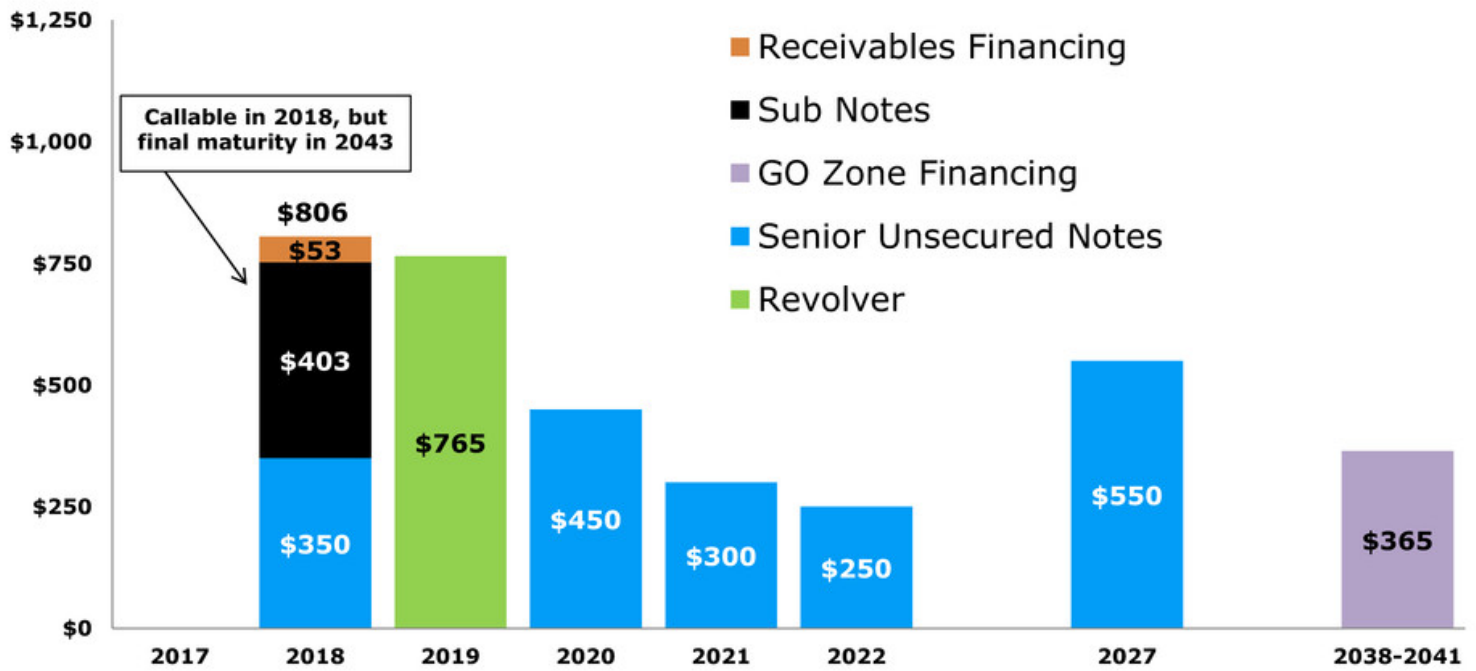 $1,250
$1,000
$750
$500
$250
$0
Receivables Financing
Sub Notes
GO Zone Financing
Senior Unsecured Notes
Revolver
Callable in 2018, but
final maturity in 2043
$806
$53
$403
$350
$765
$450
$300
$250
$550
$365
2017 2018 2019 2020 2021 2022 2027 2038-2041